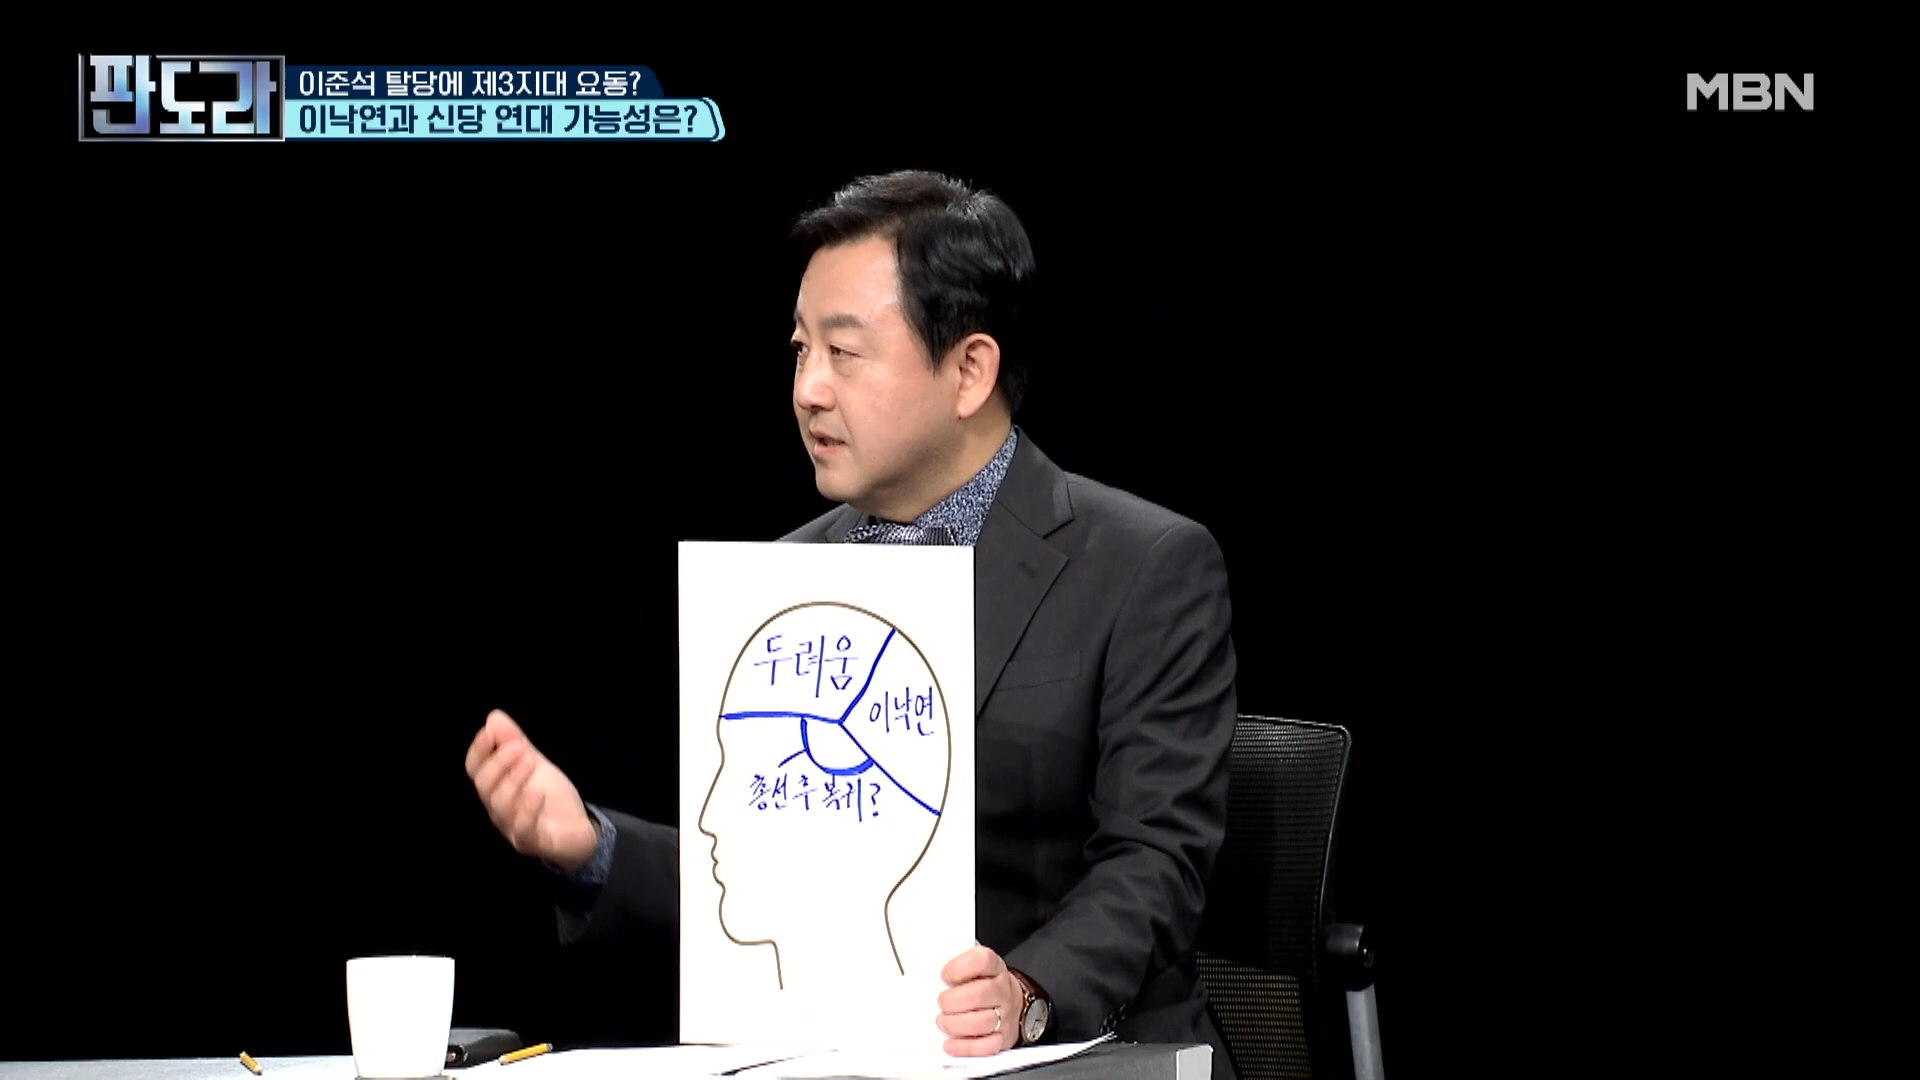 판도라
이준석 탈당에 제3지대 요동?
이낙연과 신당 연대 가능성은?
MBN
두려움
이낙연
총선 후 복귀?